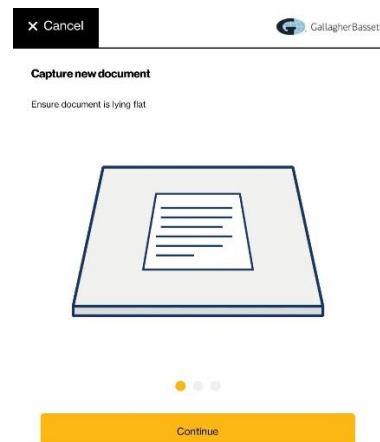 × Cancel
GallagherBassett
Capture new document
Ensure document is lying flat
Continue